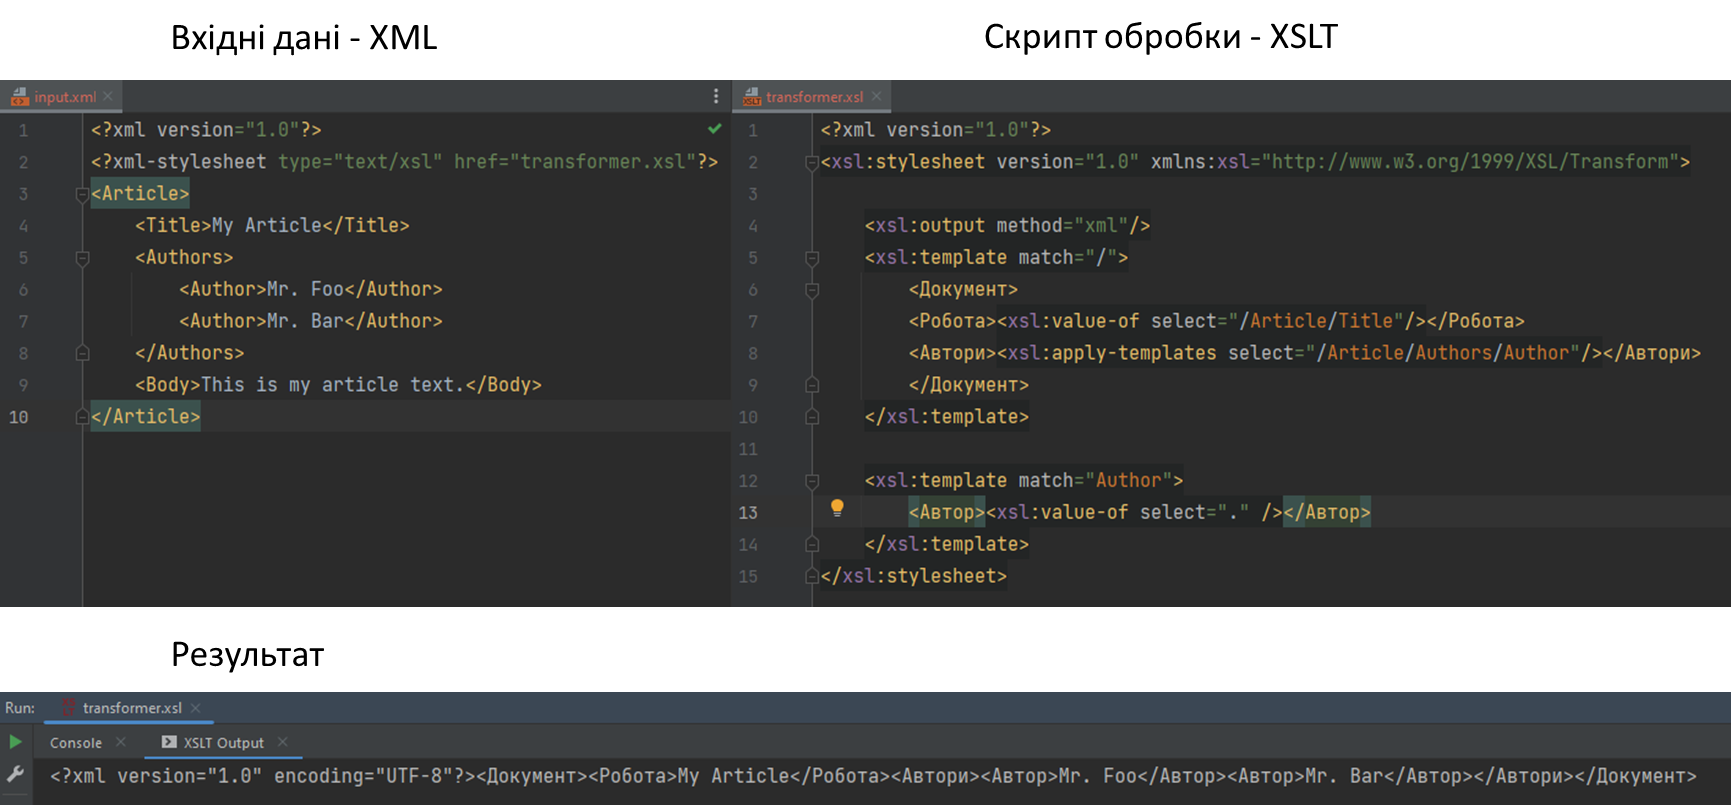 Вхідні дані - XML
Скрипт обробки - XSLT
input.xml
1 <?xml version="1.0"?>
2 <?xml-stylesheet type="text/xsl" href="transformer.xsl"?>
3 <Article>
4 <Title>My Article</Title>
5 <Authors>
6 <Author>Mr. Foo</Author>
7 <Author>Mr. Bar</Author>
8 </Authors>
9 <Body>This is my article text.</Body>
10 </Article>
transformer.xsl
1 <?xml version="1.0"?>
2 <xsl:stylesheet version="1.0" xmlns:xsl="http://www.w3.org/1999/XSL/Transform">
3
4 <xsl:output method="xml"/>
5 <xsl:template match="/">
6 <Документ>
7 <Робота><xsl:value-of select="/Article/Title"/></Робота>
8 <Автори><xsl:apply-templates select="/Article/Authors/Author"/></Автори>
9 </Документ>
10 </xsl:template>
11
12 <xsl:template match="Author">
13 <Автор><xsl:value-of select="." /></Автор>
14 </xsl:template>
15 </xsl:stylesheet>
Результат
Run: transformer.xsl
Console XSLT Output
<?xml version="1.0" encoding="UTF-8"?><Документ><Робота>My Article</Робота><Автори><Автор>Mr. Foo</Автор><Автор>Mr. Bar</Автор></Автори></Документ>